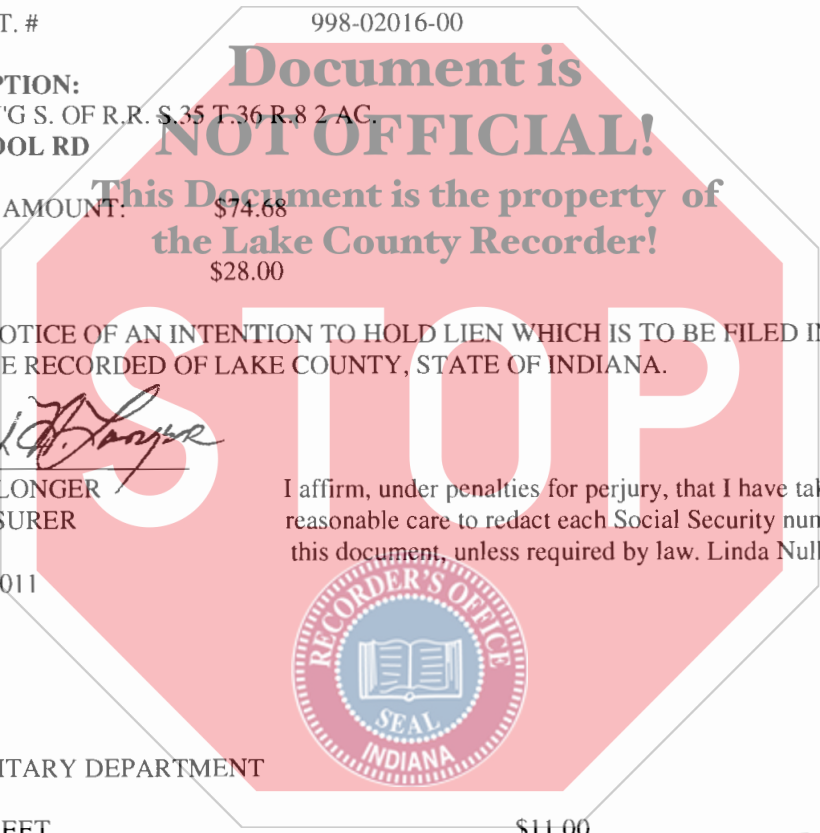 T. # 998-02016-00
Document is
PTION:
'G S. OF R.R. S.35 T.36 R.8 2 AC.
NOT OFFICIAL!
OOL RD
This Document is the property of
AMOUNT: $74.68
the Lake County Recorder!
$28.00
STOP
OTICE OF AN INTENTION TO HOLD LIEN WHICH IS TO BE FILED IN
E RECORDED OF LAKE COUNTY, STATE OF INDIANA.
LONGER I affirm, under penalties for perjury, that I have tak
SURER reasonable care to redact each Social Security num
this document, unless required by law. Linda Null
011
RECORDER'S OFFICE
SEAL
INDIANA
ITARY DEPARTMENT
EET $11.00